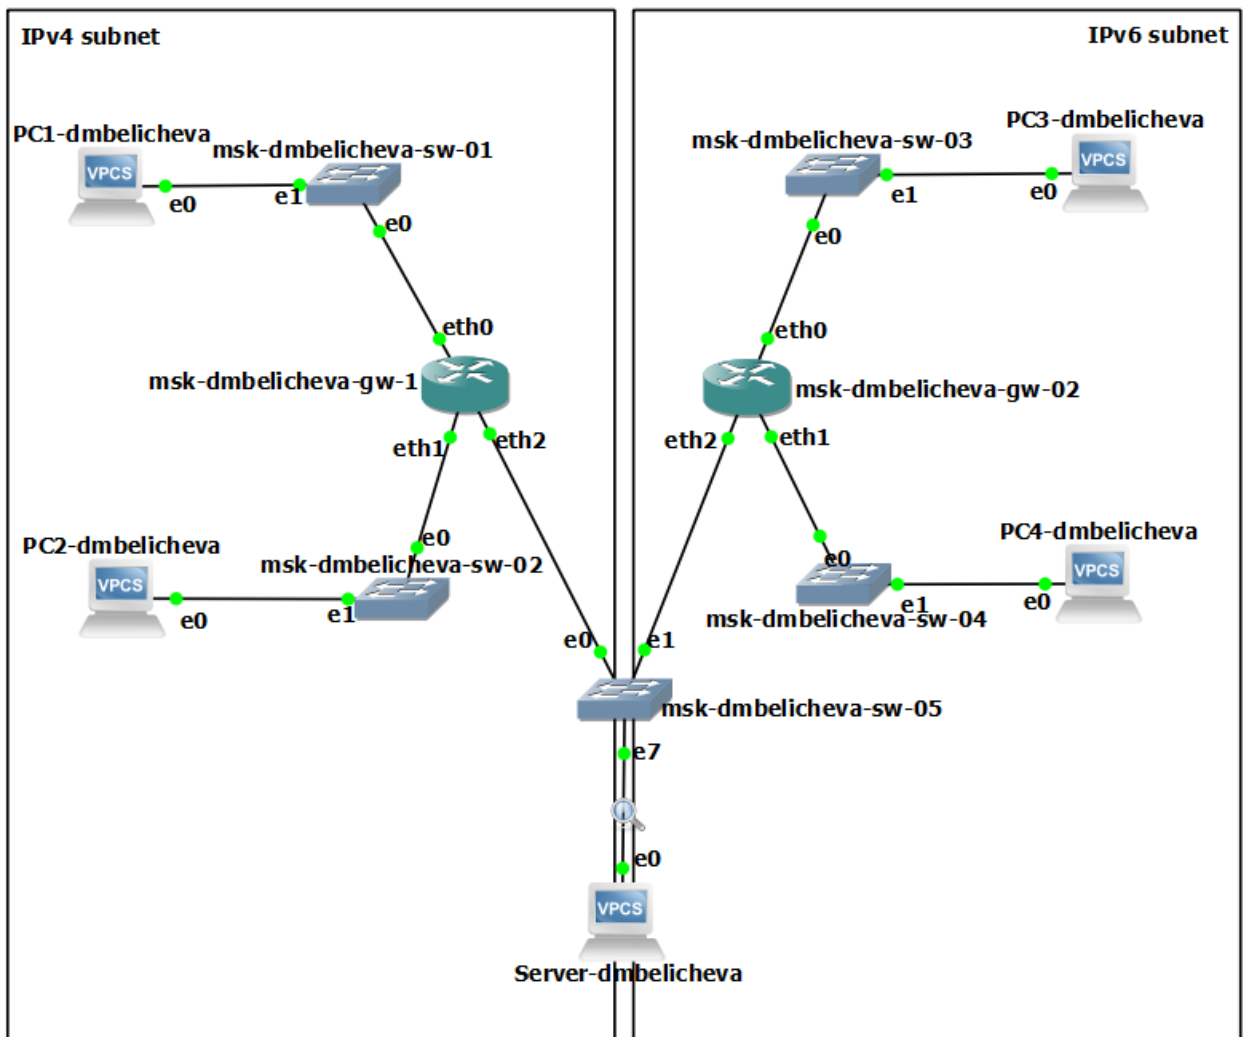 IPv4 subnet
IPv6 subnet
PC1-dmbelicheva
VPCS
e0
msk-dmbelicheva-sw-01
e1
e0
eth0
msk-dmbelicheva-gw-1
eth1
eth2
PC2-dmbelicheva
VPCS
e0
e0
msk-dmbelicheva-sw-02
e1
msk-dmbelicheva-sw-03
e1
e0
PC3-dmbelicheva
VPCS
e0
eth0
msk-dmbelicheva-gw-02
eth2
eth1
e0
msk-dmbelicheva-sw-04
e1
PC4-dmbelicheva
VPCS
e0
e0
e1
msk-dmbelicheva-sw-05
e7
e0
VPCS
Server-dmbelicheva